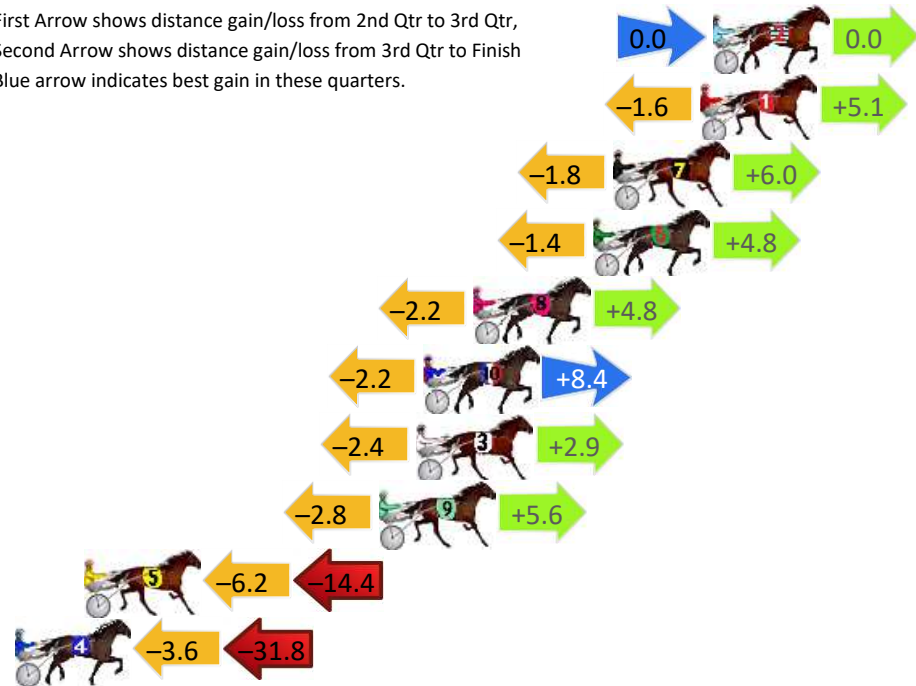 First Arrow shows distance gain/loss from 2nd Qtr to 3rd Qtr,
Second Arrow shows distance gain/loss from 3rd Qtr to Finish
Blue arrow indicates best gain in these quarters.
0.0 2 0.0
−1.6 1 +5.1
−1.8 7 +6.0
−1.4 +4.8
−2.2 8 +4.8
−2.2 10 +8.4
−2.4 3 +2.9
−2.8 9 +5.6
5 −6.2 −14.4
4 −3.6 −31.8